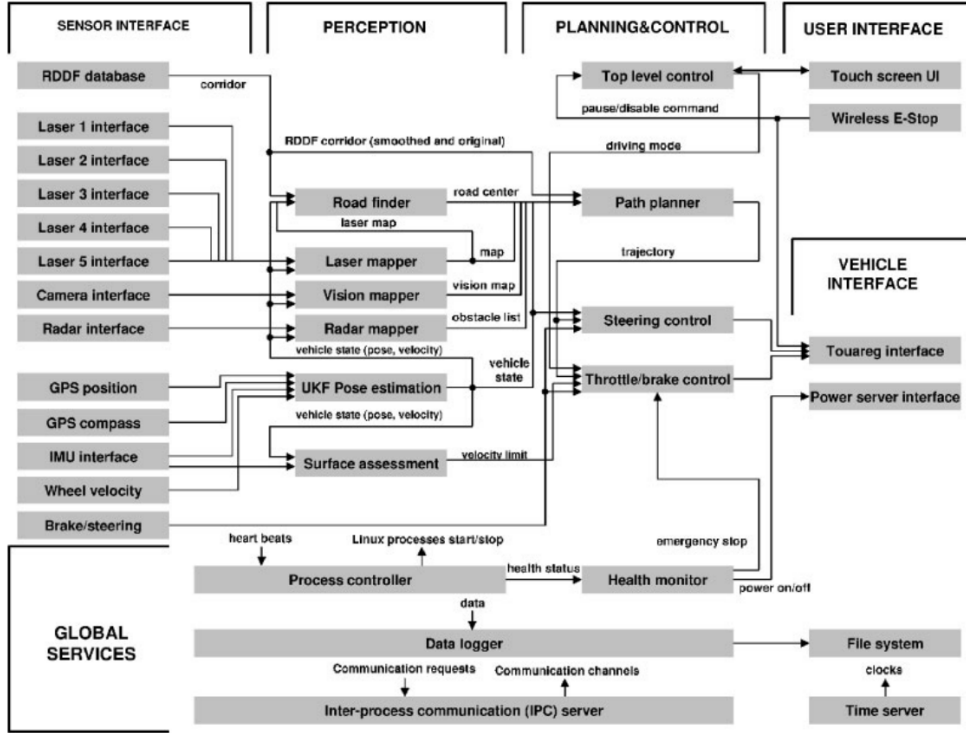 SENSOR INTERFACE
PERCEPTION
PLANNING&CONTROL
USER INTERFACE
RDDF database
corridor
Top level control
Touch screen UI
pause/disable command
Wireless E-Stop
Laser 1 interface
RDDF corridor (smoothed and original)
driving mode
Laser 2 interface
Laser 3 interface
Road finder
road center
Path planner
laser map
Laser 4 interface
map
trajectory
VEHICLE
INTERFACE
Laser 5 interface
Laser mapper
Camera interface
Vision mapper
vision map
Radar interface
Radar mapper
obstacle list
Steering control
vehicle state (pose, velocity)
vehicle
state
Touareg interface
GPS position
UKF Pose estimation
Throttle/brake control
Power server interface
vehicle state (pose, velocity)
GPS compass
IMU interface
Surface assessment
velocity limit
Wheel velocity
Brake/steering
heart beats
Linux processes start/stop
emergency stop
health status
Process controller
Health monitor
power on/off
data
GLOBAL
SERVICES
Data logger
File system
Communication requests
Communication channels
clocks
Inter-process communication (IPC) server
Time server